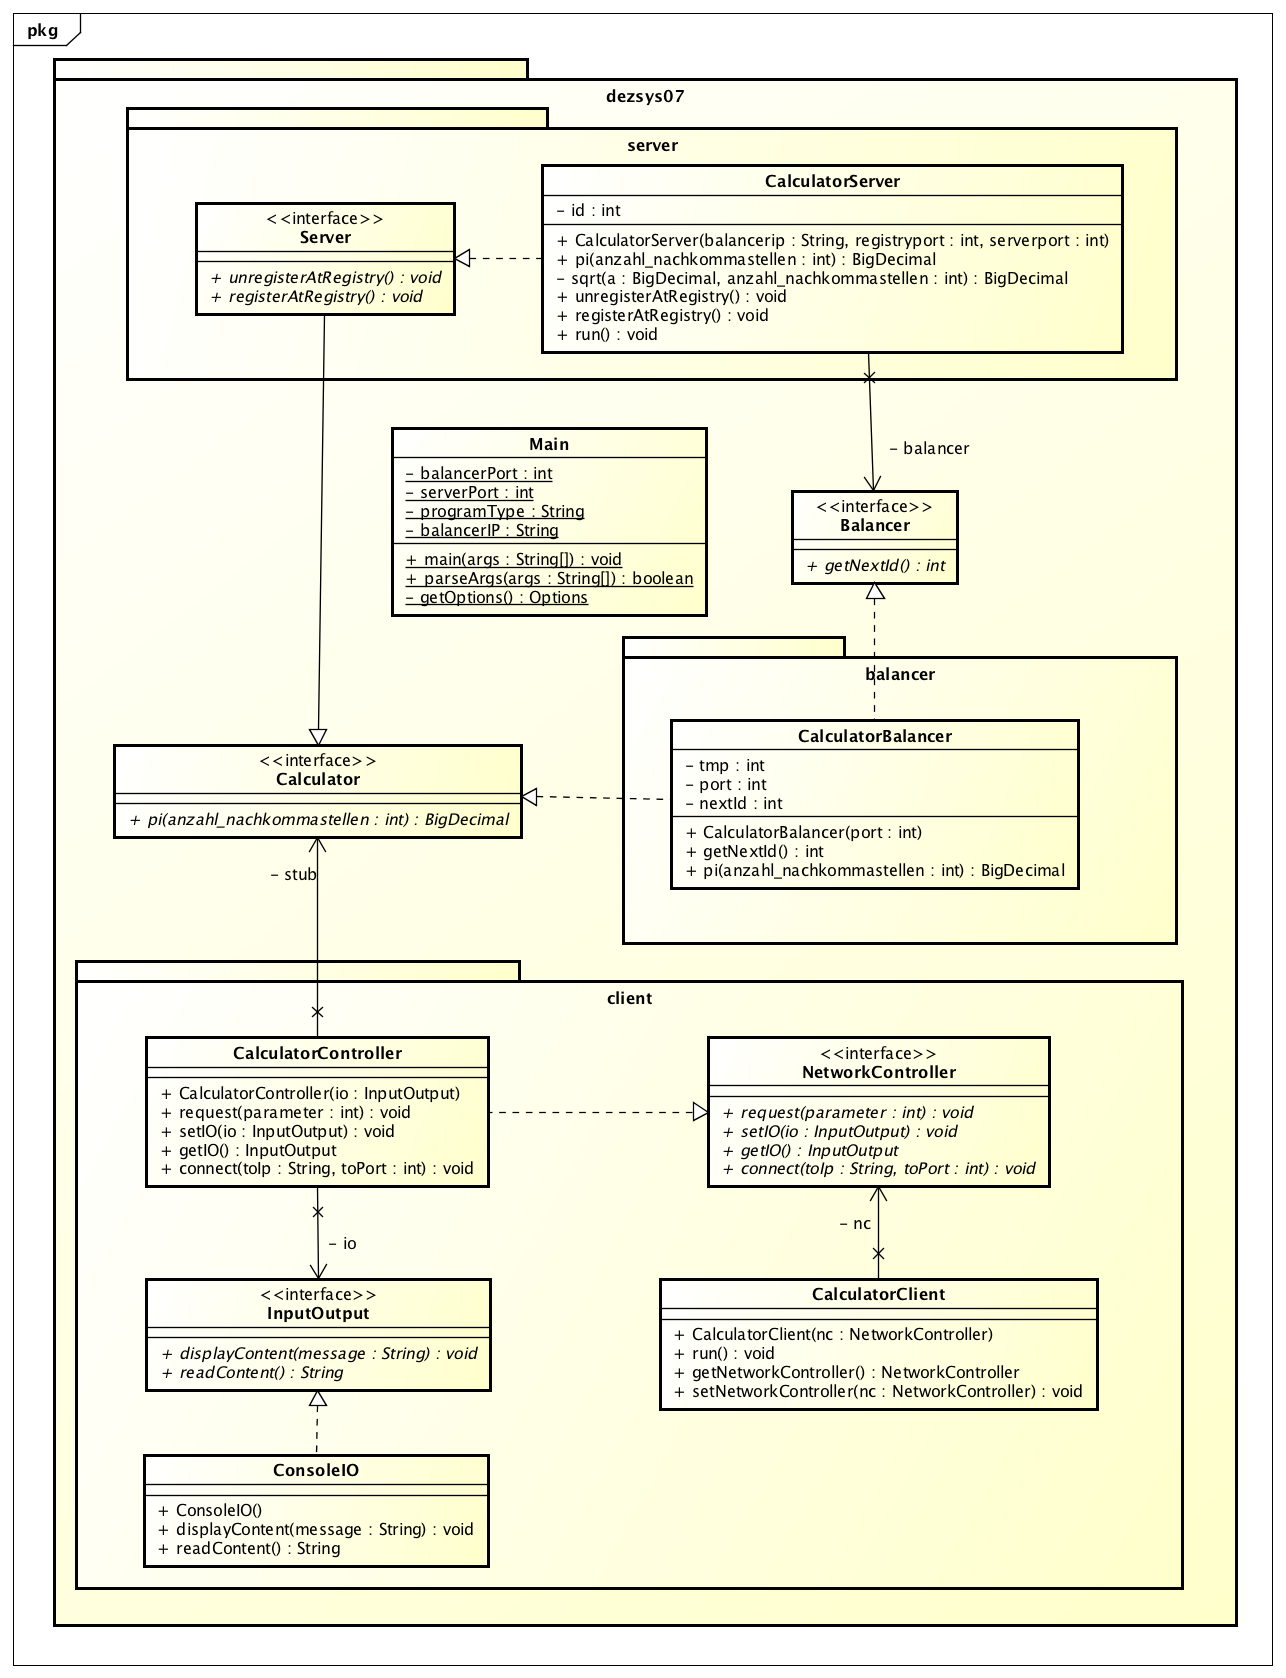 pkg
dezsys07
server
<<interface>>
Server
+ unregisterAtRegistry() : void
+ registerAtRegistry() : void
CalculatorServer
- id : int
+ CalculatorServer(balancerip : String, registryport : int, serverport : int)
+ pi(anzahl_nachkommastellen : int) : BigDecimal
- sqrt(a : BigDecimal, anzahl_nachkommastellen : int) : BigDecimal
+ unregisterAtRegistry() : void
+ registerAtRegistry() : void
+ run() : void
Main
- balancerPort : int
- serverPort : int
- programType : String
- balancerIP : String
+ main(args : String[]) : void
+ parseArgs(args : String[]) : boolean
- getOptions() : Options
- balancer
<<interface>>
Balancer
+ getNextId() : int
balancer
CalculatorBalancer
- tmp : int
- port : int
- nextId : int
+ CalculatorBalancer(port : int)
+ getNextId() : int
+ pi(anzahl_nachkommastellen : int) : BigDecimal
<<interface>>
Calculator
+ pi(anzahl_nachkommastellen : int) : BigDecimal
- stub
client
CalculatorController
+ CalculatorController(io : InputOutput)
+ request(parameter : int) : void
+ setIO(io : InputOutput) : void
+ getIO() : InputOutput
+ connect(toIp : String, toPort : int) : void
<<interface>>
NetworkController
+ request(parameter : int) : void
+ setIO(io : InputOutput) : void
+ getIO() : InputOutput
+ connect(toIp : String, toPort : int) : void
- io
- nc
<<interface>>
InputOutput
+ displayContent(message : String) : void
+ readContent() : String
CalculatorClient
+ CalculatorClient(nc : NetworkController)
+ run() : void
+ getNetworkController() : NetworkController
+ setNetworkController(nc : NetworkController) : void
ConsoleIO
+ ConsoleIO()
+ displayContent(message : String) : void
+ readContent() : String